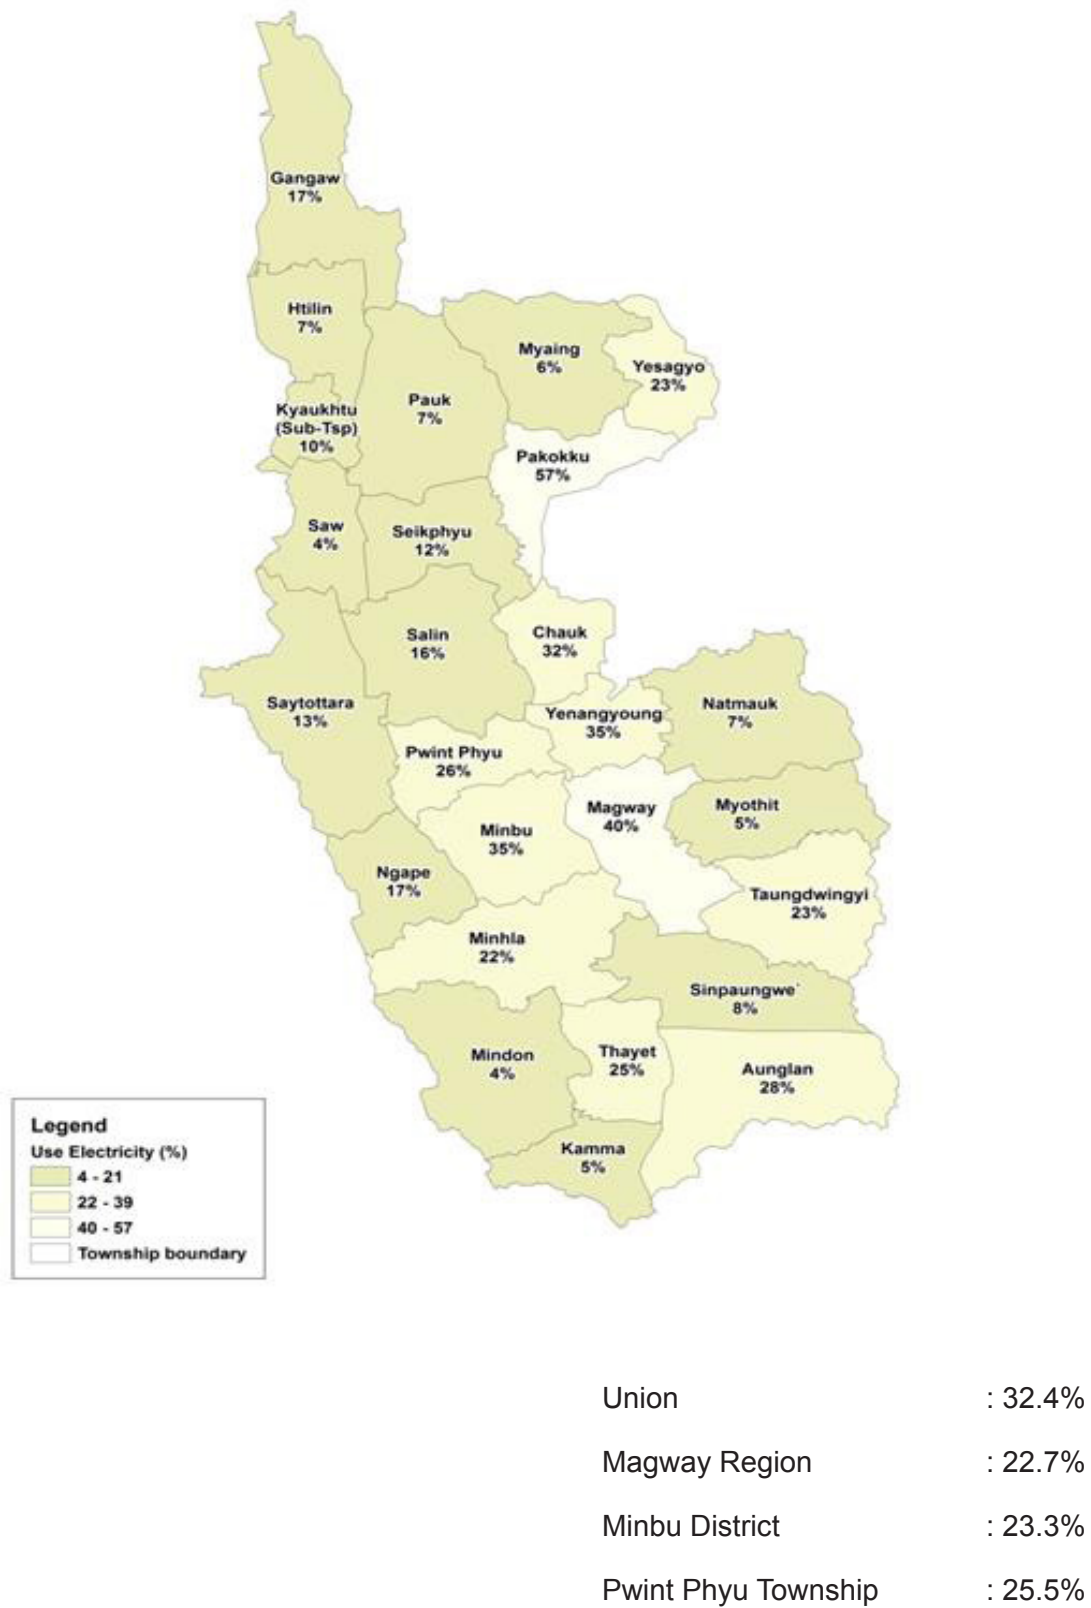 Gangaw
17%
Htilin
7%
Myaing
6%
Yesagyo
23%
Kyaukhtu
(Sub-Tsp)
10%
Pauk
7%
Pakokku
57%
Saw
4%
Seikphyu
12%
Salin
16%
Chauk
32%
Saytottara
13%
Yenangyoung
35%
Natmauk
7%
Pwint Phyu
26%
Minbu
35%
Magway
40%
Myothit
5%
Ngape
17%
Taungdwingyi
23%
Minhla
22%
Sinpaungwe`
8%
Mindon
4%
Thayet
25%
Aunglan
28%
Kamma
5%
Legend
Use Electricity (%)
4 - 21
22 - 39
40 - 57
Township boundary
Union : 32.4%
Magway Region : 22.7%
Minbu District : 23.3%
Pwint Phyu Township : 25.5%